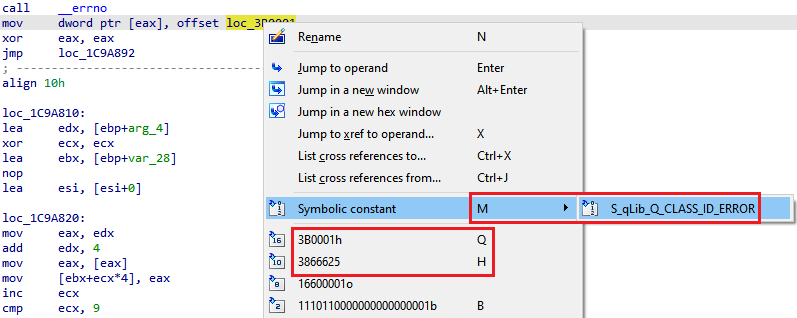 call    __errno
mov     dword ptr [eax], offset loc_3B0001
xor     eax, eax
jmp     loc_1C9A892
; ---------------------------
align 10h
loc_1C9A810:
lea     edx, [ebp+arg_4]
xor     ecx, ecx
lea     ebx, [ebp+var_28]
nop
lea     esi, [esi+0]
loc_1C9A820:
mov     eax, edx
add     edx, 4
mov     eax, [eax]
mov     [ebx+ecx*4], eax
inc     ecx
cmp     ecx, 9
Rename N
Jump to operand Enter
Jump in a new window Alt+Enter
Jump in a new hex window
Jump to xref to operand... X
List cross references to... Ctrl+X
List cross references from... Ctrl+J
Symbolic constant M
S_qLib_Q_CLASS_ID_ERROR
3B0001h Q
3866625 H
16600001o
1110110000000000000001b B